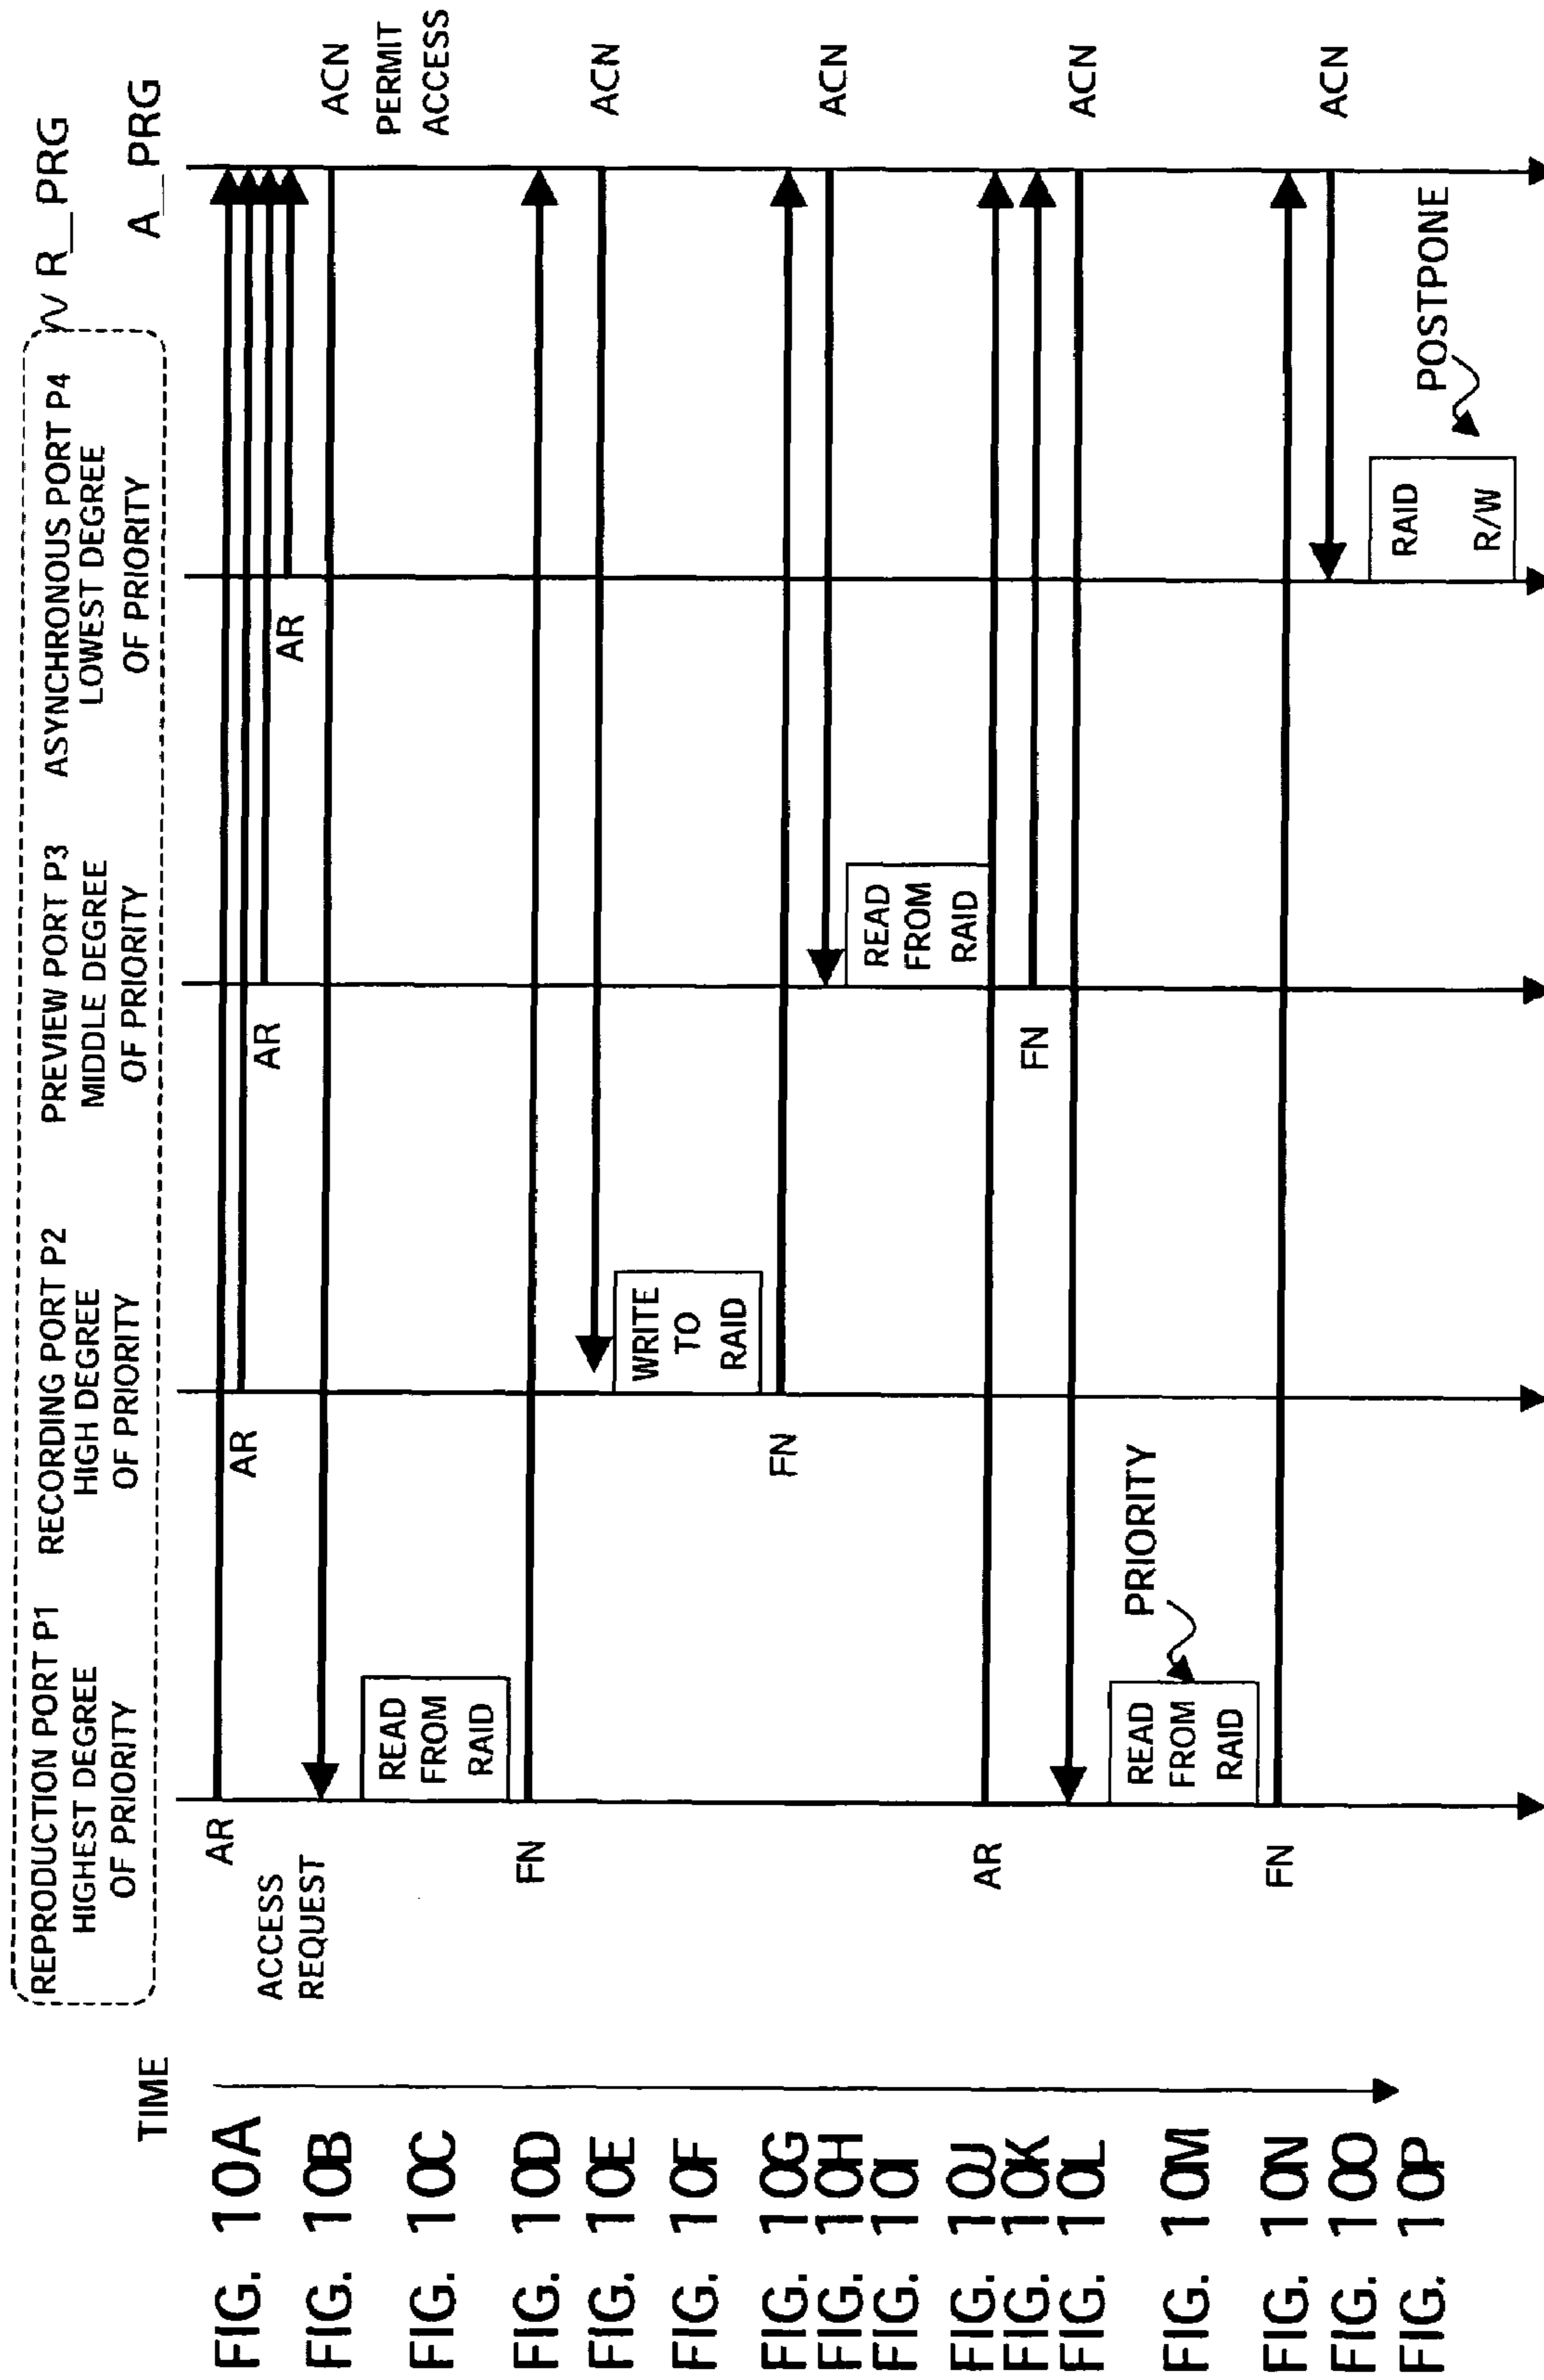 REPRODUCTION PORT P1
HIGHEST DEGREE
OF PRIORITY
RECORDING PORT P2
HIGH DEGREE
OF PRIORITY
PREVIEW PORT P3
MIDDLE DEGREE
OF PRIORITY
ASYNCHRONOUS PORT P4
LOWEST DEGREE
OF PRIORITY
R_PRG
A_PRG
TIME
FIG. 10A
AR
AR
AR
AR
ACCESS
REQUEST
FIG. 10B
ACN
PERMIT
ACCESS
FIG. 10C
READ
FROM
RAID
FIG. 10D
FN
FIG. 10E
ACN
FIG. 10F
WRITE
TO
RAID
FIG. 10G
FN
FIG. 10H
ACN
FIG. 10I
READ
FROM
RAID
FIG. 10J
AR
FIG. 10K
FN
FIG. 10L
ACN
FIG. 10M
READ
FROM
RAID
PRIORITY
FIG. 10N
FN
FIG. 10O
ACN
FIG. 10P
RAID
R/W
POSTPONE